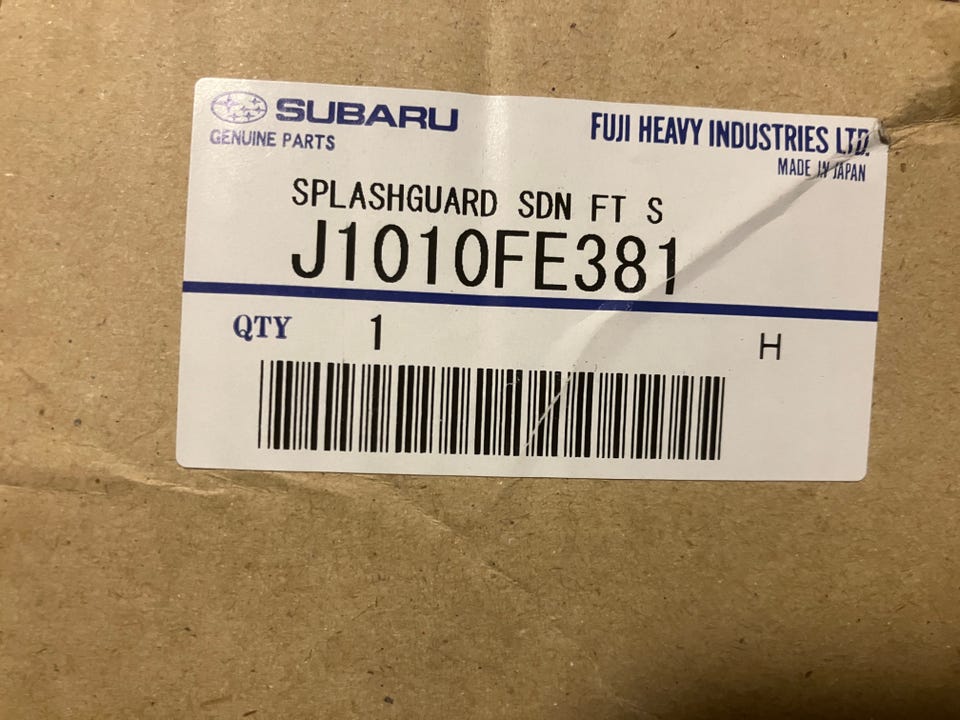 SUBARU
GENUINE PARTS
FUJI HEAVY INDUSTRIES LTD.
MADE IN JAPAN
SPLASHGUARD SDN FT S
J1010FE381
QTY 1
H